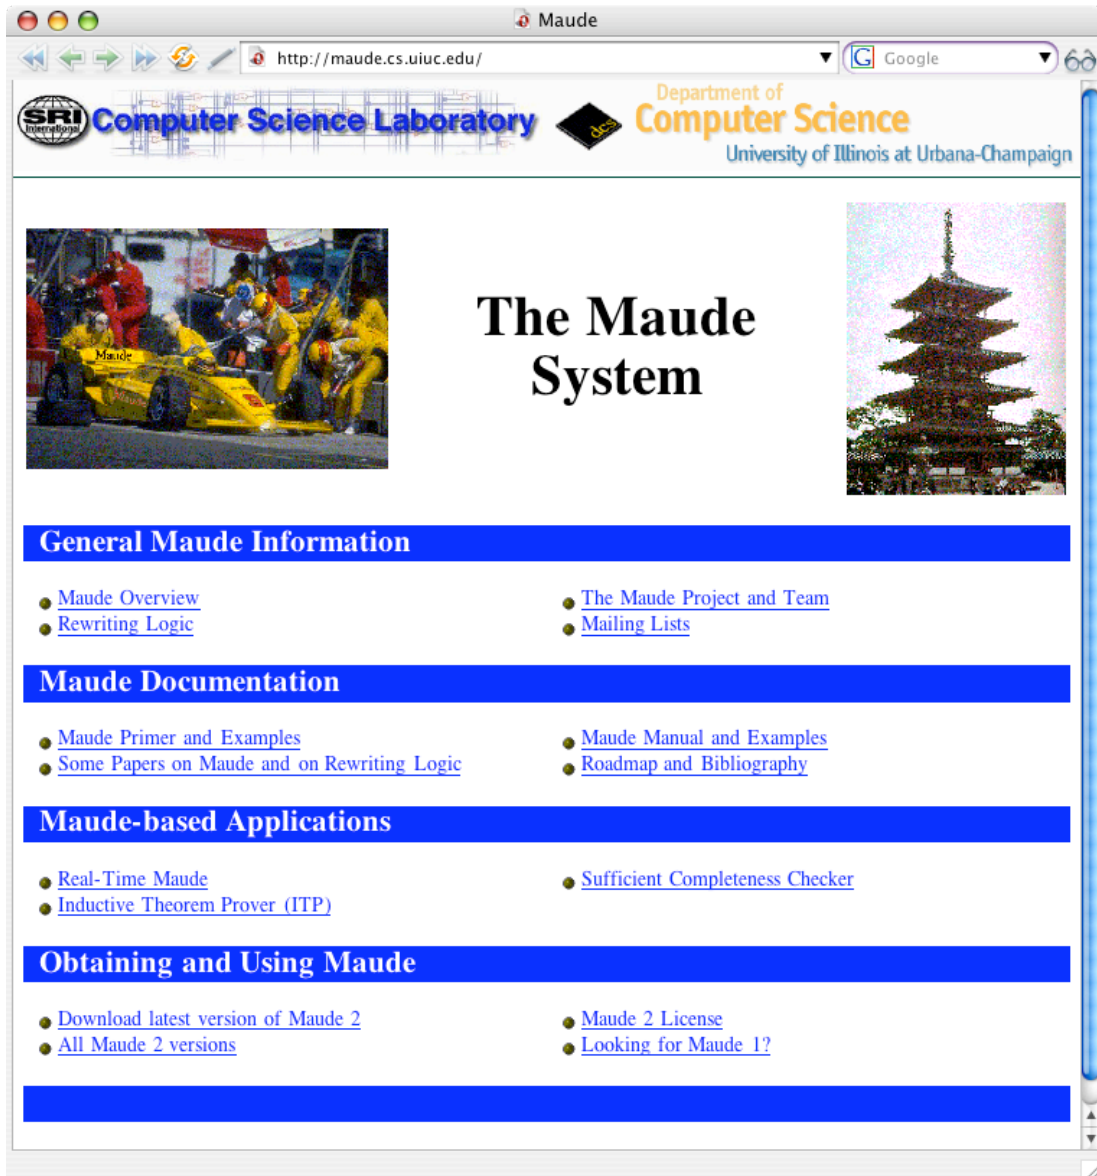 Maude
http://maude.cs.uiuc.edu/
Google
SRI International
Computer Science Laboratory
dcs
Department of
Computer Science
University of Illinois at Urbana-Champaign
Maude
The Maude
System
General Maude Information
Maude Overview
The Maude Project and Team
Rewriting Logic
Mailing Lists
Maude Documentation
Maude Primer and Examples
Maude Manual and Examples
Some Papers on Maude and on Rewriting Logic
Roadmap and Bibliography
Maude-based Applications
Real-Time Maude
Sufficient Completeness Checker
Inductive Theorem Prover (ITP)
Obtaining and Using Maude
Download latest version of Maude 2
Maude 2 License
All Maude 2 versions
Looking for Maude 1?